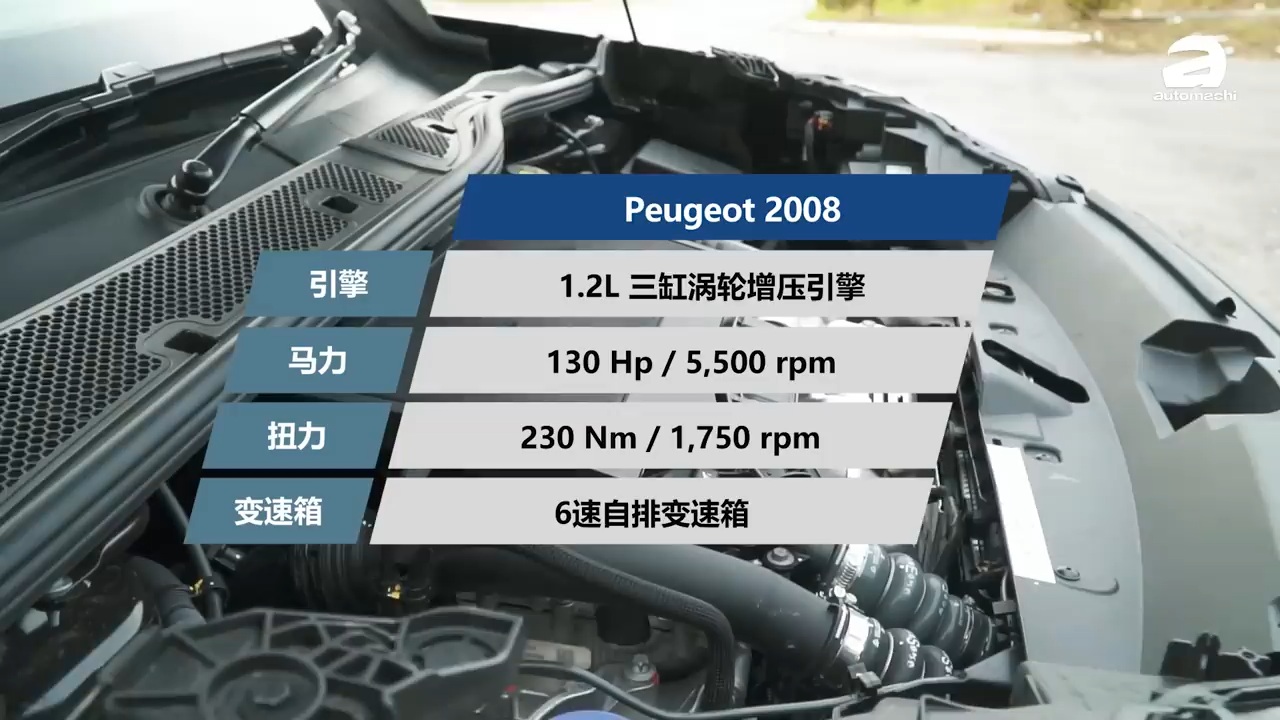 automachi
Peugeot 2008
引擎 1.2L 三缸涡轮增压引擎
马力 130 Hp / 5,500 rpm
扭力 230 Nm / 1,750 rpm
变速箱 6速自排变速箱